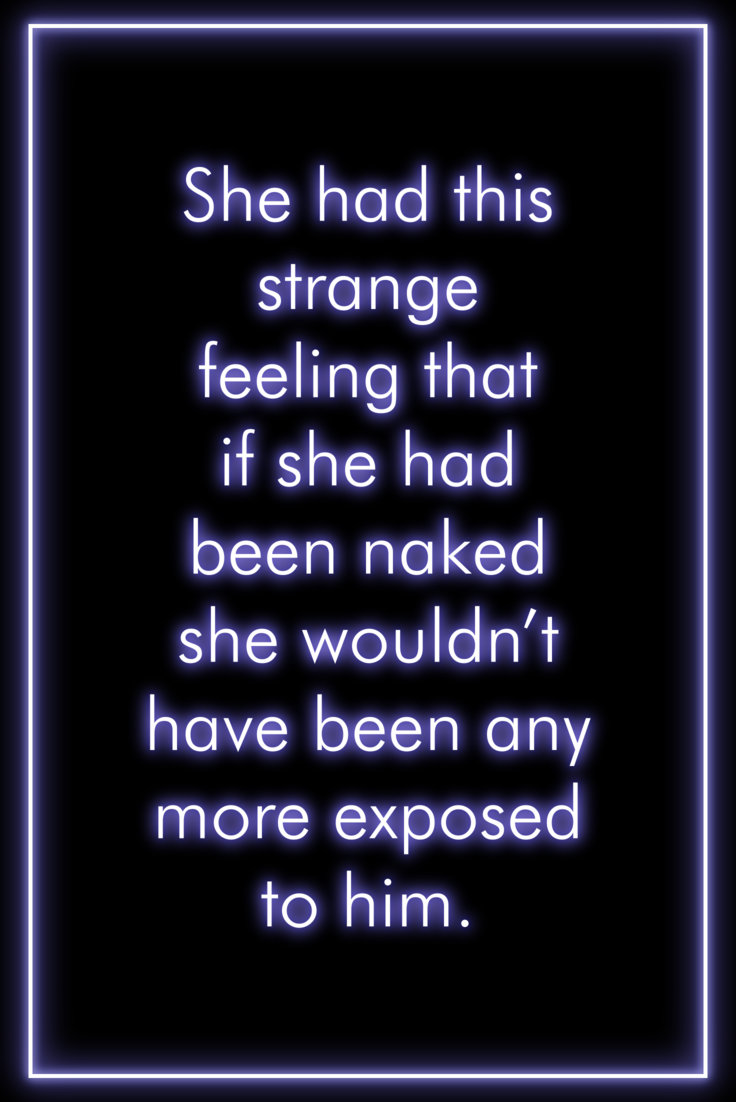 She had this
strange
feeling that
if she had
been naked
she wouldn’t
have been any
more exposed
to him.